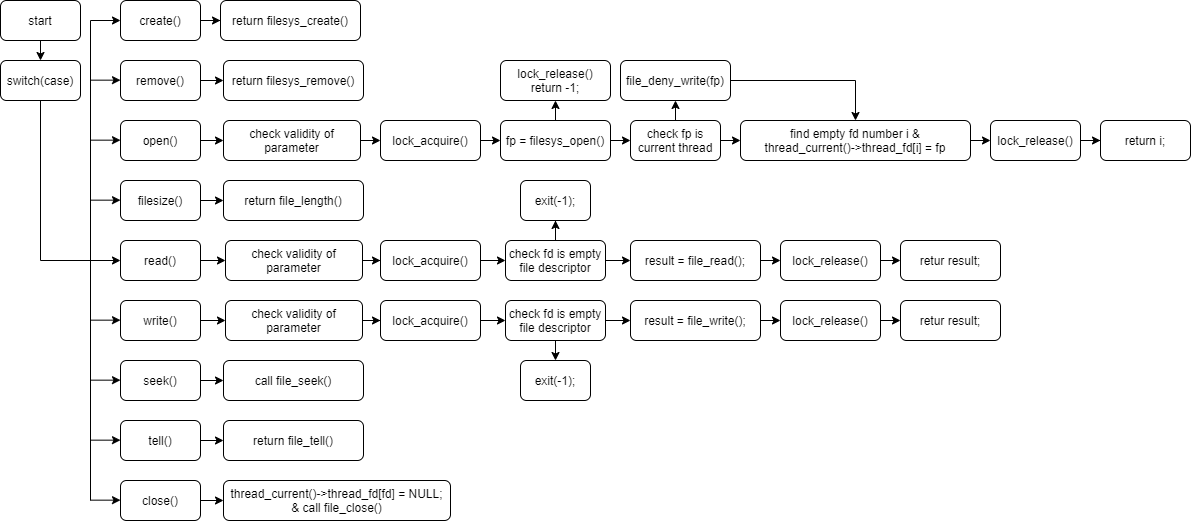 start
create()
return filesys_create()
switch(case)
remove()
return filesys_remove()
lock_release()
return -1;
file_deny_write(fp)
open()
check validity of
parameter
lock_acquire()
fp = filesys_open()
check fp is
current thread
find empty fd number i &
thread_current()->thread_fd[i] = fp
lock_release()
return i;
filesize()
return file_length()
exit(-1);
read()
check validity of
parameter
lock_acquire()
check fd is empty
file descriptor
result = file_read();
lock_release()
retur result;
write()
check validity of
parameter
lock_acquire()
check fd is empty
file descriptor
result = file_write();
lock_release()
retur result;
seek()
call file_seek()
exit(-1);
tell()
return file_tell()
close()
thread_current()->thread_fd[fd] = NULL;
& call file_close()